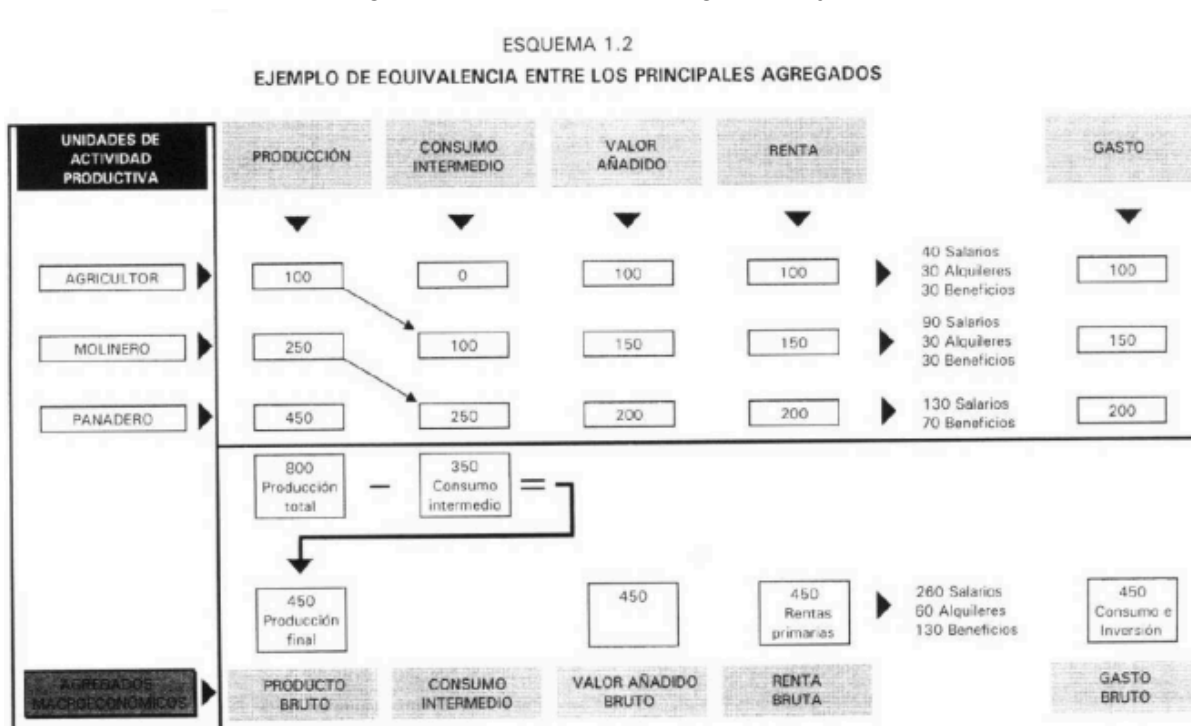 ESQUEMA 1.2
EJEMPLO DE EQUIVALENCIA ENTRE LOS PRINCIPALES AGREGADOS
UNIDADES DE
ACTIVIDAD
PRODUCTIVA
PRODUCCIÓN
CONSUMO
INTERMEDIO
VALOR
AÑADIDO
RENTA
GASTO
AGRICULTOR
100
0
100
100
40 Salarios
30 Alquileres
30 Beneficios
100
MOLINERO
250
100
150
150
90 Salarios
30 Alquileres
30 Beneficios
150
PANADERO
450
250
200
200
130 Salarios
70 Beneficios
200
800
Producción
total
—
350
Consumo
intermedio
=
450
Producción
final
450
450
Rentas
primarias
260 Salarios
60 Alquileres
130 Beneficios
450
Consumo e
Inversión
AGREGADOS
MACROECONÓMICOS
PRODUCTO
BRUTO
CONSUMO
INTERMEDIO
VALOR AÑADIDO
BRUTO
RENTA
BRUTA
GASTO
BRUTO